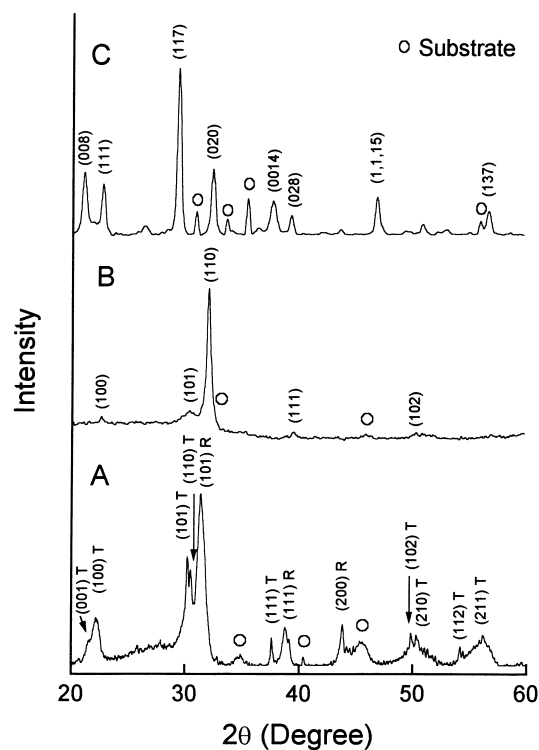 C
O Substrate
(008)
(111)
(117)
O
(020)
O
O
(0014)
(028)
(1,1,15)
O
(137)
B
(100)
(101)
(110)
O
(111)
O
(102)
A
(001) T
(100) T
(101) T
(110) T
(101) R
O
(111) T
(111) R
O
(200) R
O
(102) T
(210) T
(112) T
(211) T
Intensity
20 30 40 50 60
2θ (Degree)